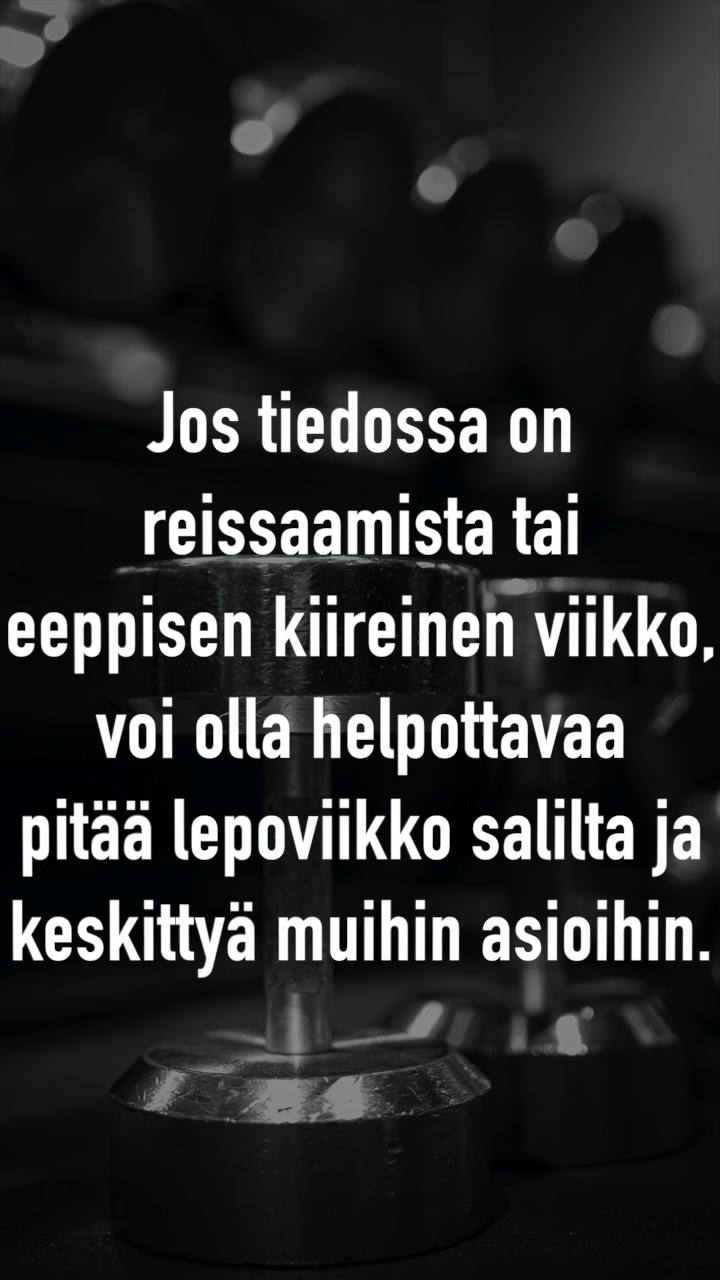 Jos tiedossa on
reissaamista tai
eeppisen kiireinen viikko,
voi olla helpottavaa
pitää lepoviikko salilta ja
keskittyä muihin asioihin.